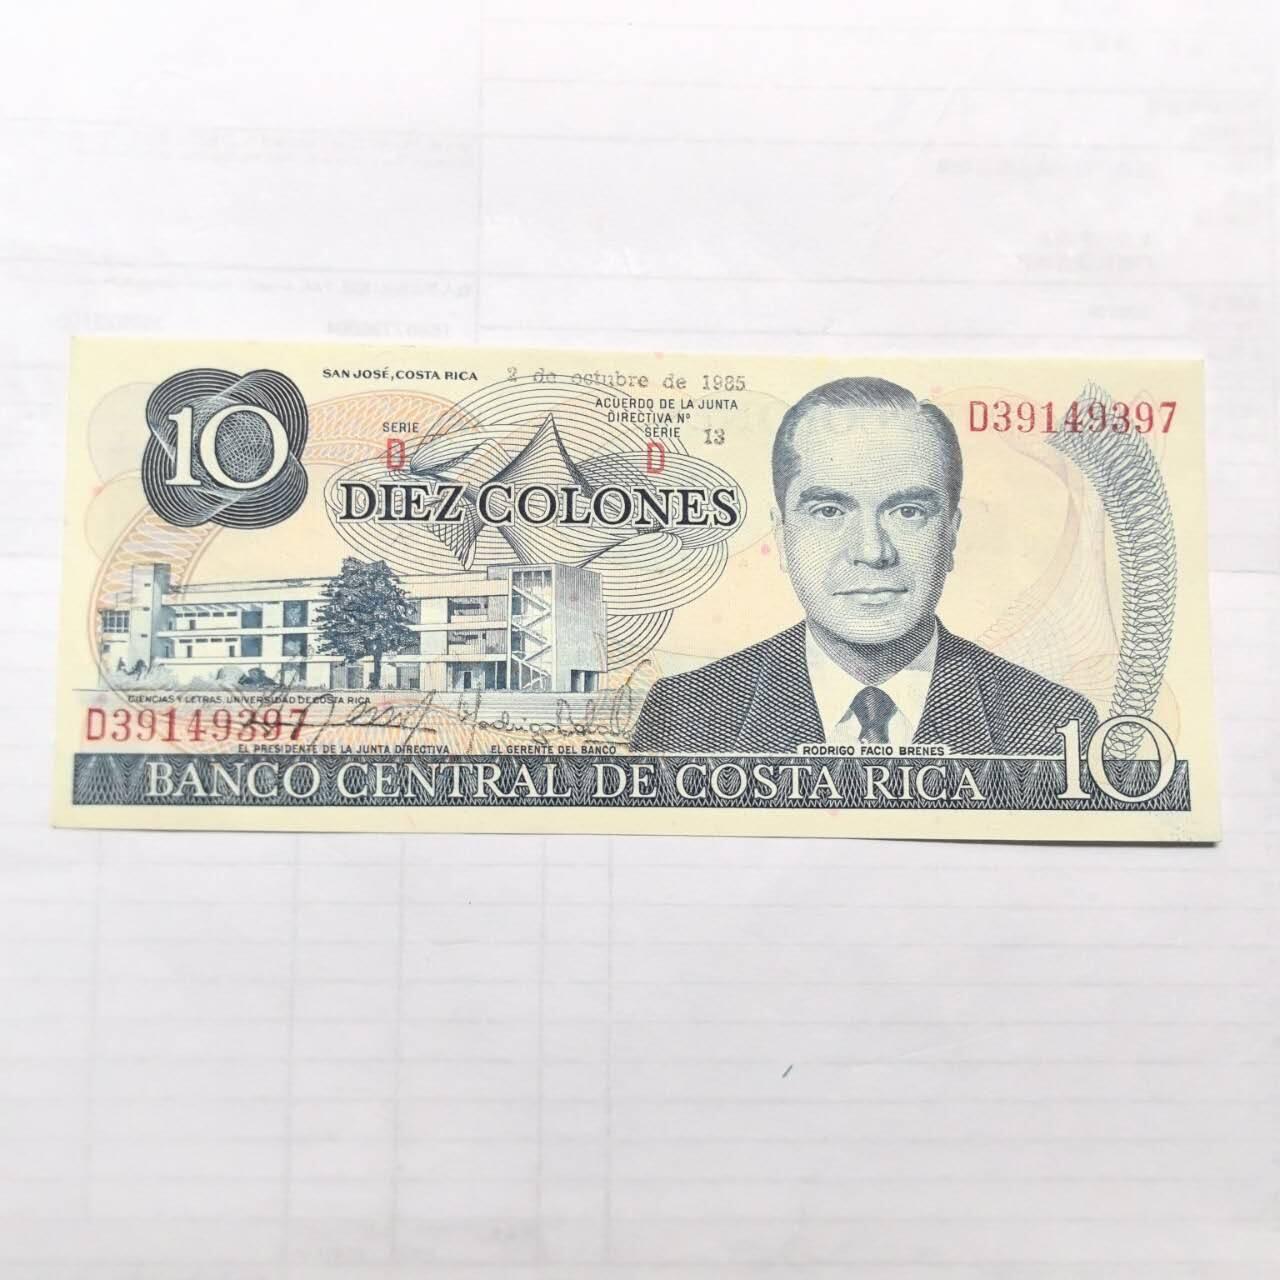 10
SAN JOSÉ, COSTA RICA
2 de octubre de 1985
ACUERDO DE LA JUNTA
DIRECTIVA Nº
SERIE
SERIE 13
D
D
D39149397
DIEZ COLONES
CIENCIAS Y LETRAS, UNIVERSIDAD DE COSTA RICA
D39149397
EL PRESIDENTE DE LA JUNTA DIRECTIVA
EL GERENTE DEL BANCO
RODRIGO FACIO BRENES
BANCO CENTRAL DE COSTA RICA
10